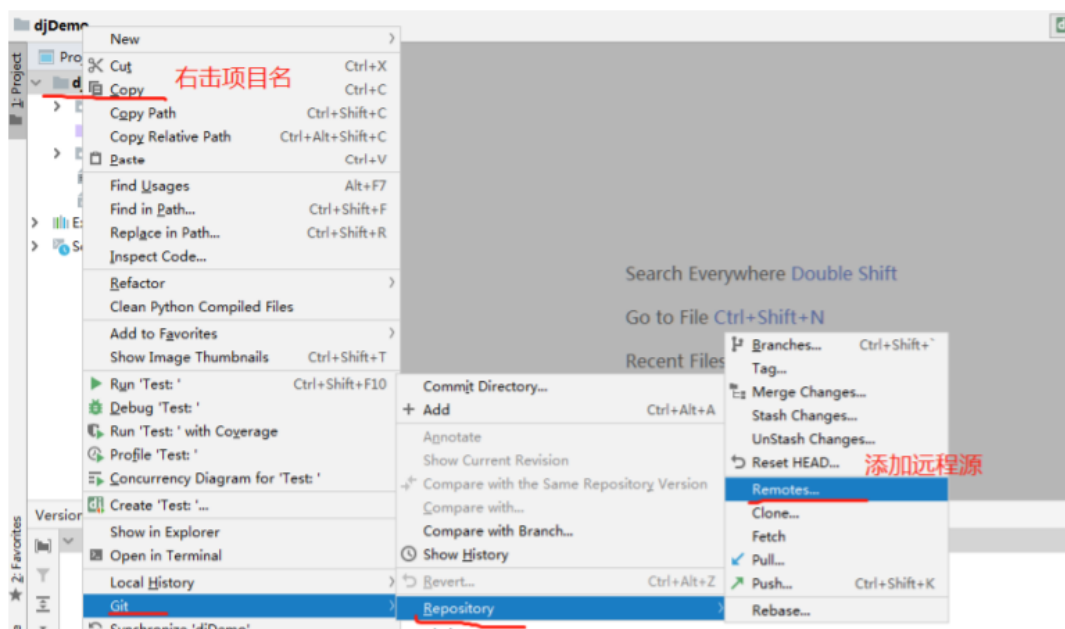 djDemo
1: Project
Pro
d
New
Cut Ctrl+X
右击项目名
Copy Ctrl+C
Copy Path Ctrl+Shift+C
Copy Relative Path Ctrl+Alt+Shift+C
Paste Ctrl+V
Find Usages Alt+F7
Find in Path... Ctrl+Shift+F
Replace in Path... Ctrl+Shift+R
Inspect Code...
Refactor
Clean Python Compiled Files
Add to Favorites
Show Image Thumbnails Ctrl+Shift+T
Run 'Test: ' Ctrl+Shift+F10
Debug 'Test: '
Run 'Test: ' with Coverage
Profile 'Test: '
Concurrency Diagram for 'Test: '
Create 'Test: '...
Show in Explorer
Open in Terminal
Local History
Git
Synchronize 'djDemo'
Version
2: Favorites
Search Everywhere Double Shift
Go to File Ctrl+Shift+N
Recent Files
Commit Directory...
Add Ctrl+Alt+A
Annotate
Show Current Revision
Compare with the Same Repository Version
Compare with...
Compare with Branch...
Show History
Revert... Ctrl+Alt+Z
Repository
Branches... Ctrl+Shift+`
Tag...
Merge Changes...
Stash Changes...
UnStash Changes...
Reset HEAD...
添加远程源
Remotes...
Clone...
Fetch
Pull...
Push... Ctrl+Shift+K
Rebase...